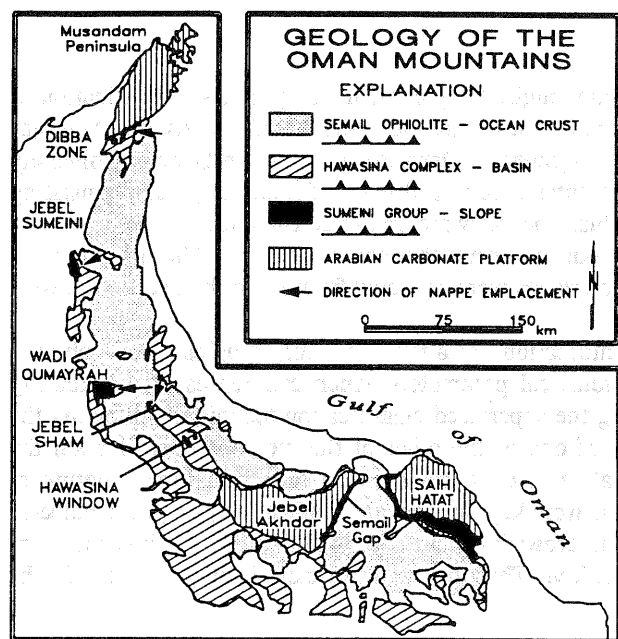 Musandam
Peninsula
DIBBA
ZONE
JEBEL
SUMEINI
WADI
QUMAYRAH
JEBEL
SHAM
HAWASINA
WINDOW
Jebel
Akhdar
Semail
Gap
SAIH
HATAT
Gulf of Oman
GEOLOGY OF THE
OMAN MOUNTAINS
EXPLANATION
SEMAIL OPHIOLITE – OCEAN CRUST
HAWASINA COMPLEX – BASIN
SUMEINI GROUP – SLOPE
ARABIAN CARBONATE PLATFORM
DIRECTION OF NAPPE EMPLACEMENT
N
0 75 150
km